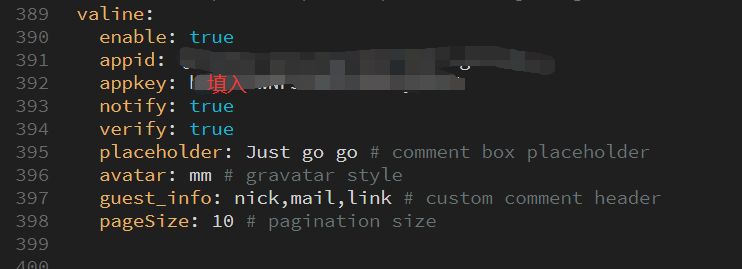 389 valine:
390 enable: true
391 appid:
392 appkey: 填入
393 notify: true
394 verify: true
395 placeholder: Just go go # comment box placeholder
396 avatar: mm # gravatar style
397 guest_info: nick,mail,link # custom comment header
398 pageSize: 10 # pagination size
399
400